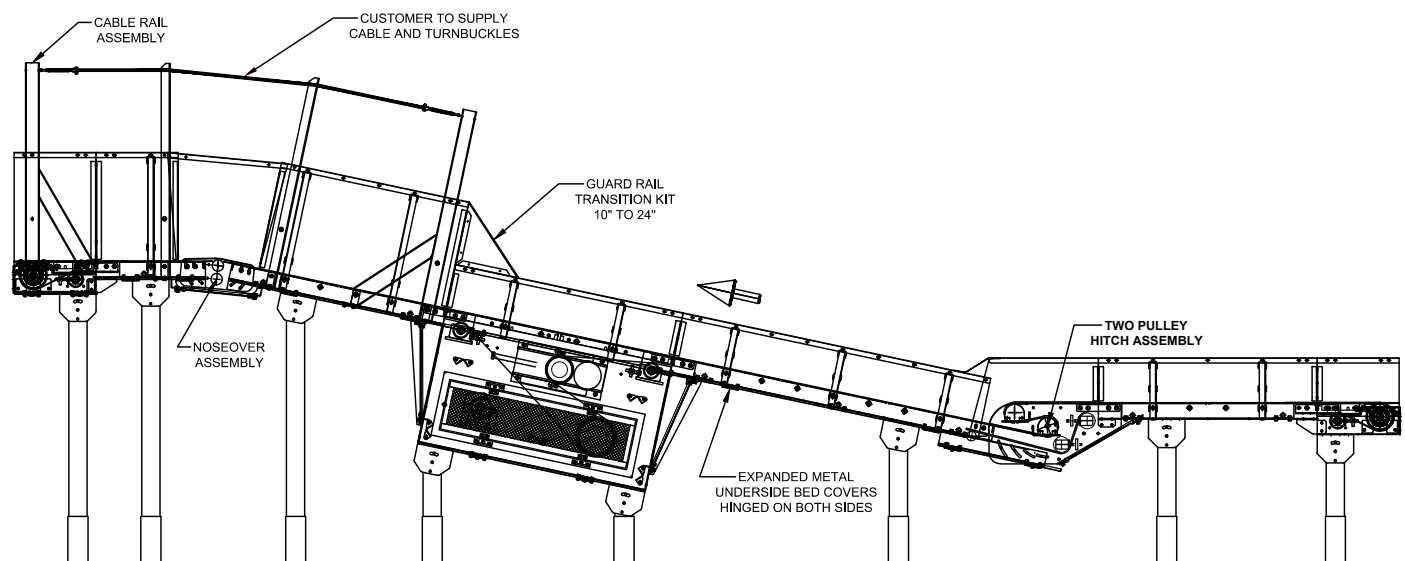 CABLE RAIL
ASSEMBLY
CUSTOMER TO SUPPLY
CABLE AND TURNBUCKLES
GUARD RAIL
TRANSITION KIT
10" TO 24"
NOSEOVER
ASSEMBLY
TWO PULLEY
HITCH ASSEMBLY
EXPANDED METAL
UNDERSIDE BED COVERS
HINGED ON BOTH SIDES